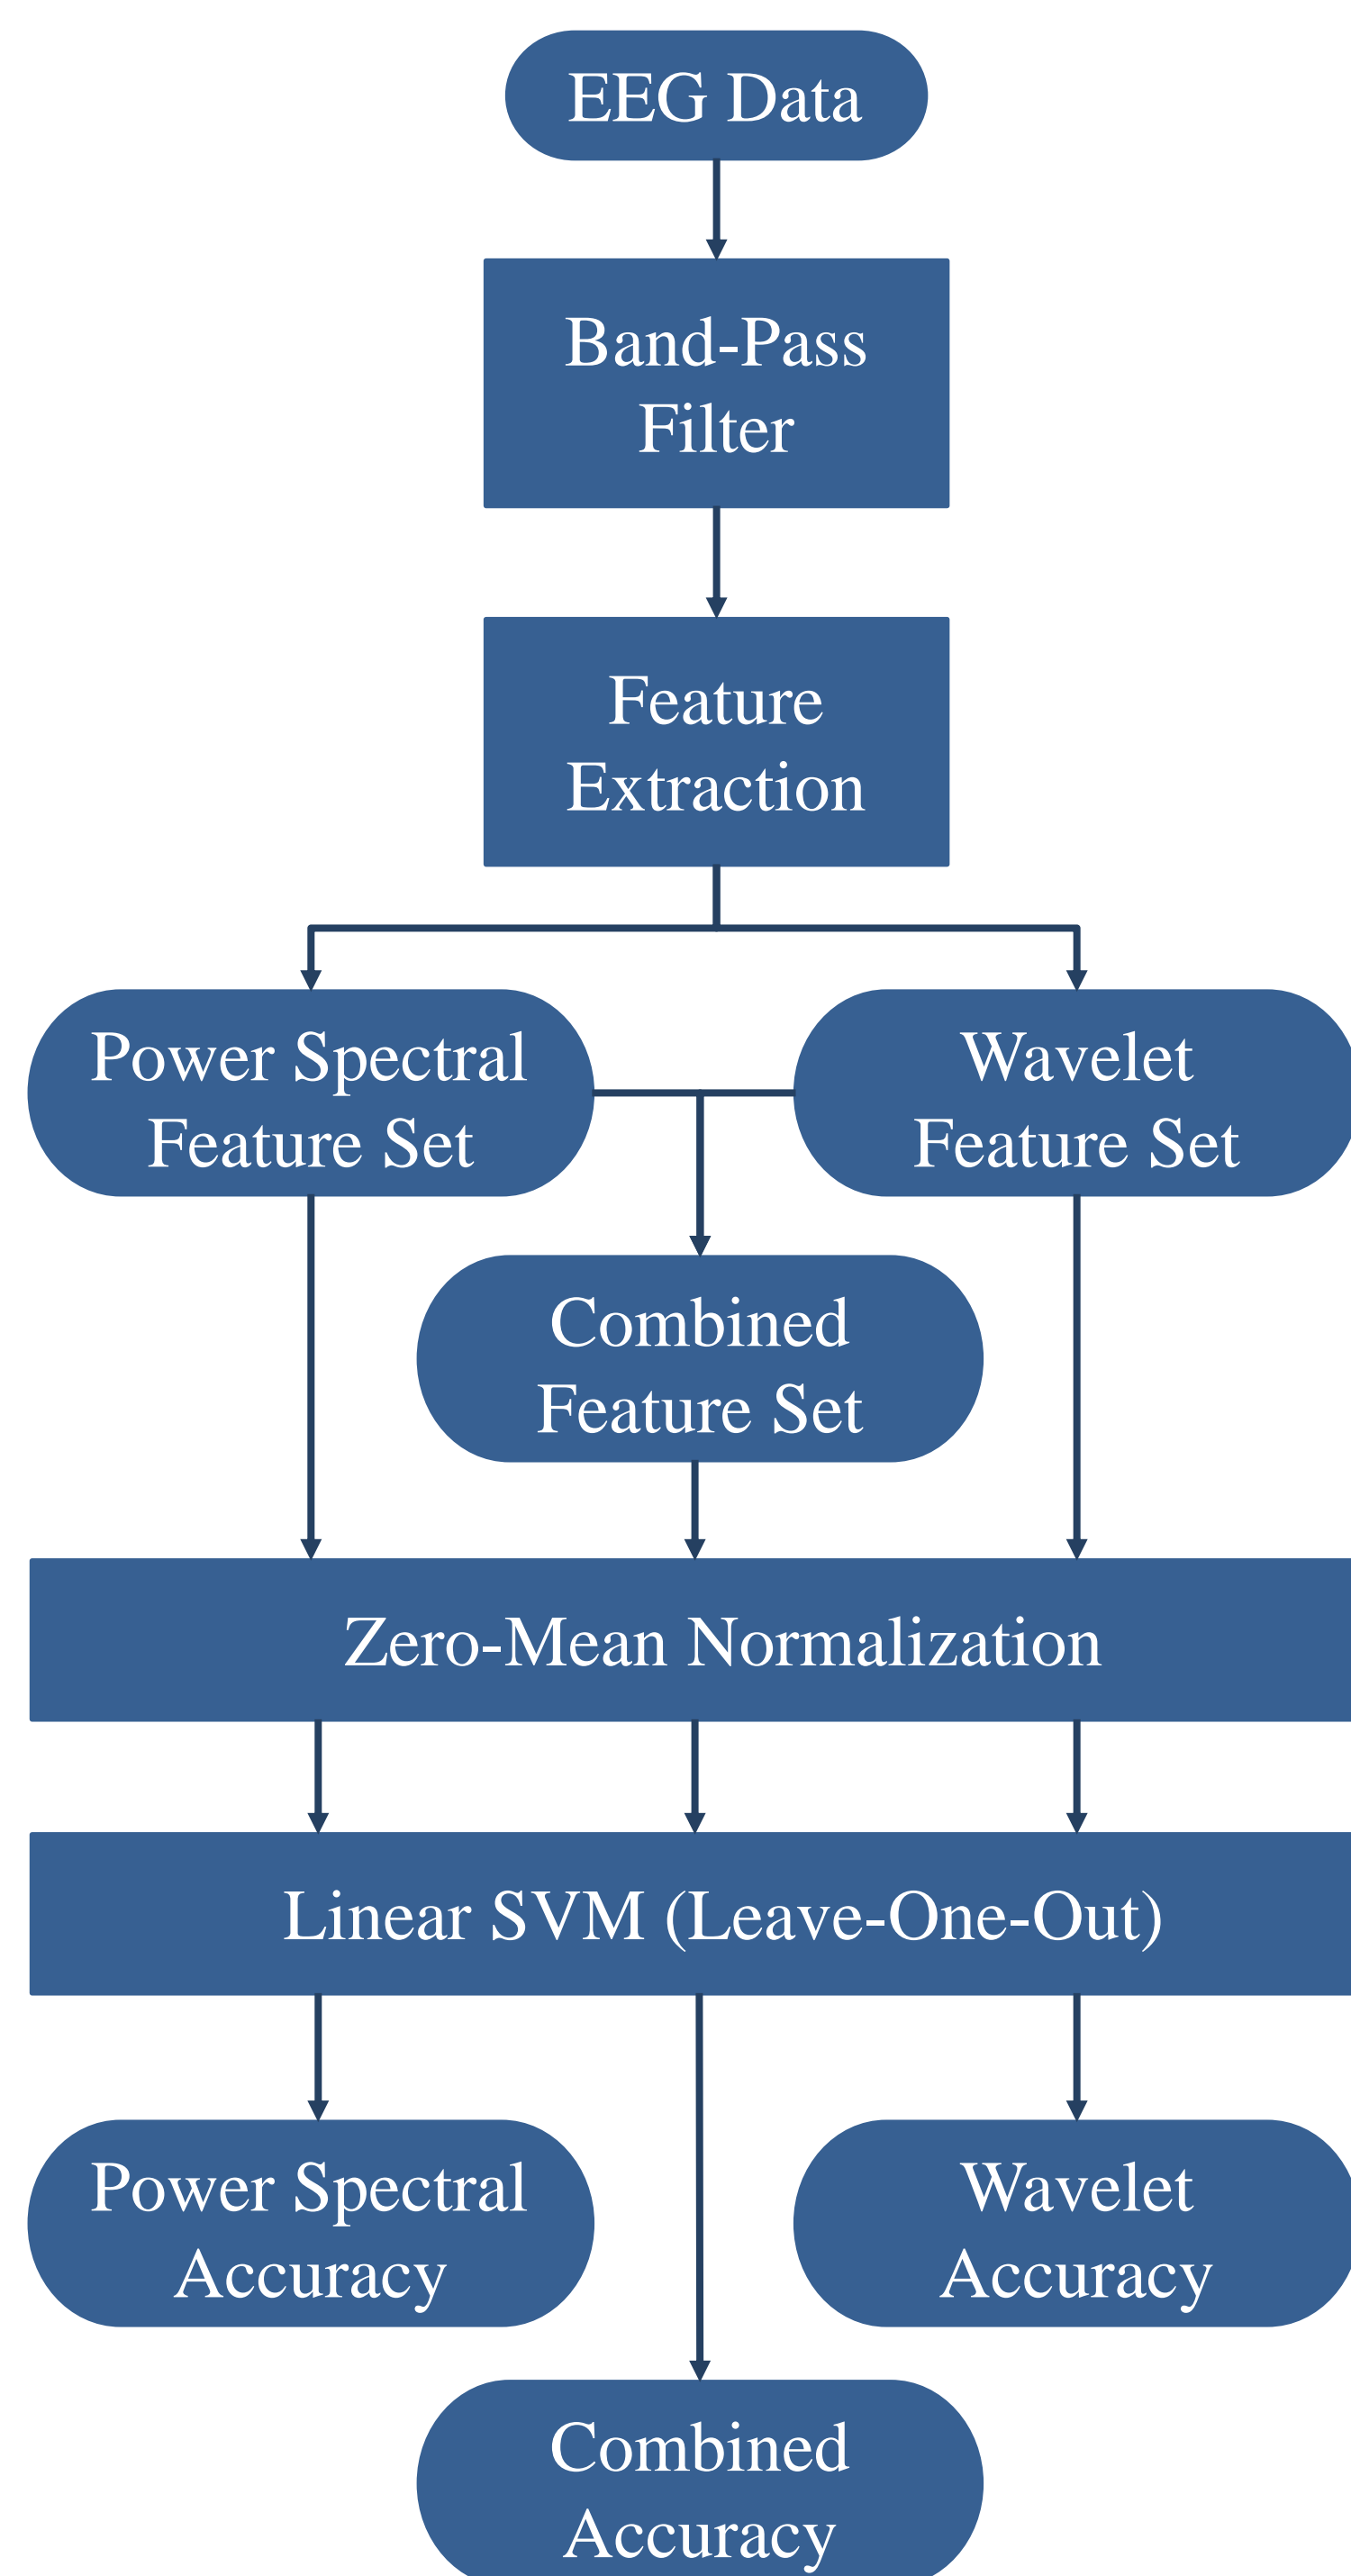 EEG Data
Band-Pass
Filter
Feature
Extraction
Power Spectral
Feature Set
Wavelet
Feature Set
Combined
Feature Set
Zero-Mean Normalization
Linear SVM (Leave-One-Out)
Power Spectral
Accuracy
Wavelet
Accuracy
Combined
Accuracy